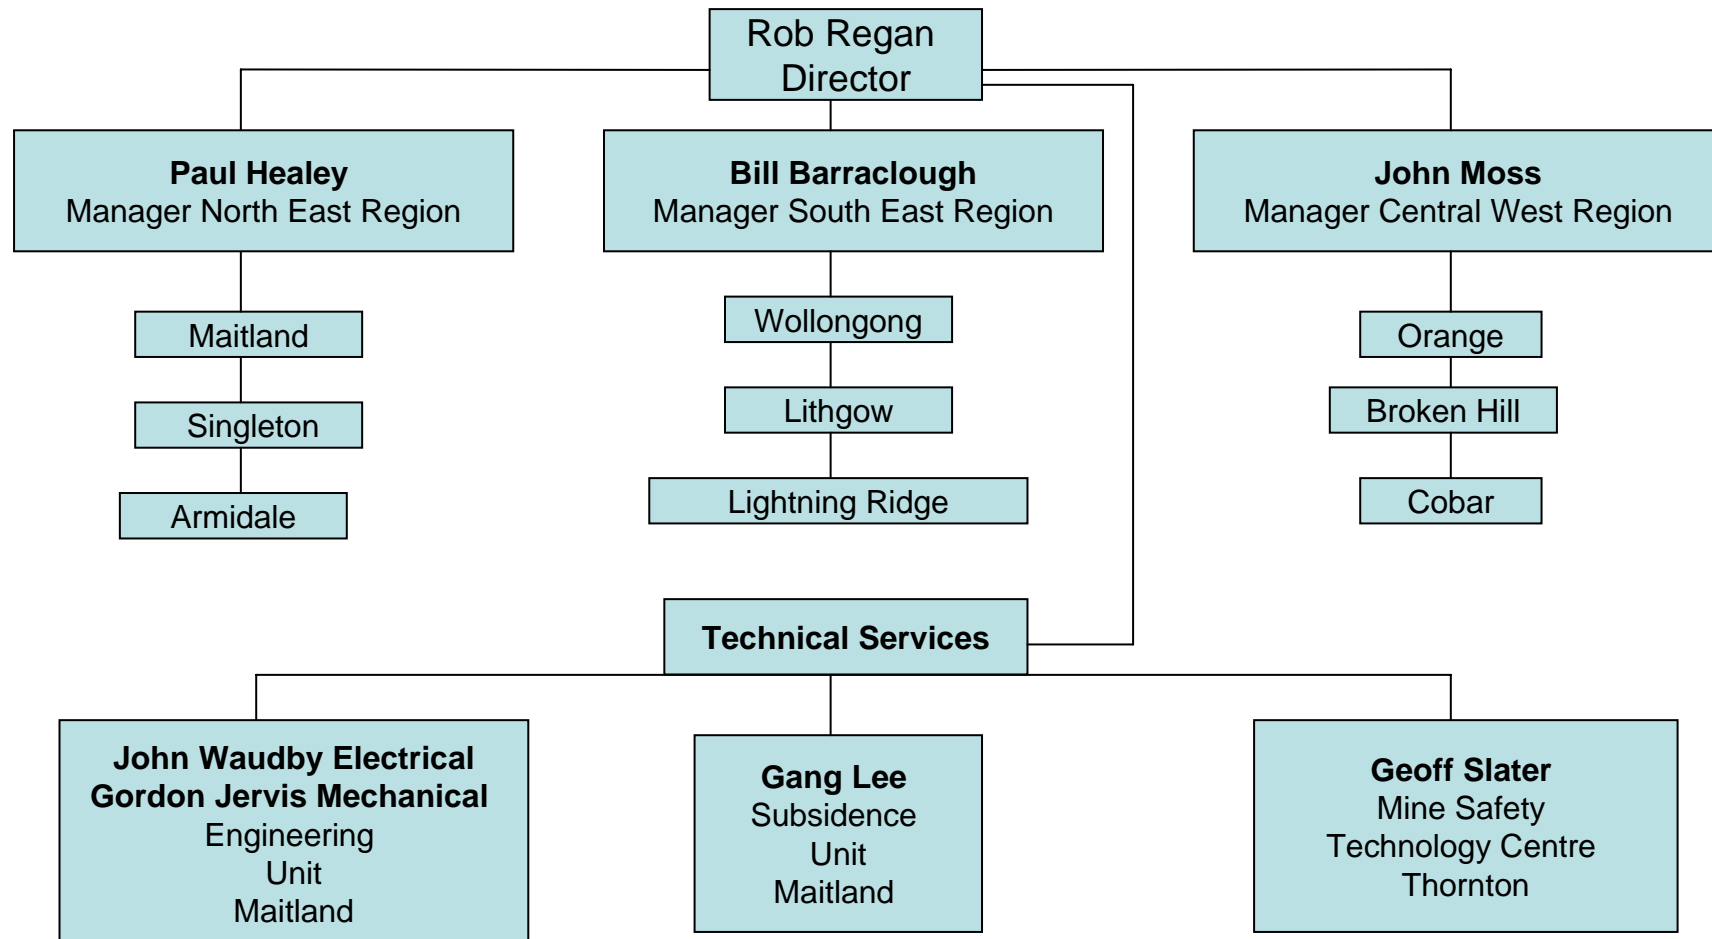 Rob Regan
Director
Paul Healey
Manager North East Region
Bill Barraclough
Manager South East Region
John Moss
Manager Central West Region
Maitland
Singleton
Armidale
Wollongong
Lithgow
Lightning Ridge
Orange
Broken Hill
Cobar
Technical Services
John Waudby Electrical
Gordon Jervis Mechanical
Engineering
Unit
Maitland
Gang Lee
Subsidence
Unit
Maitland
Geoff Slater
Mine Safety
Technology Centre
Thornton